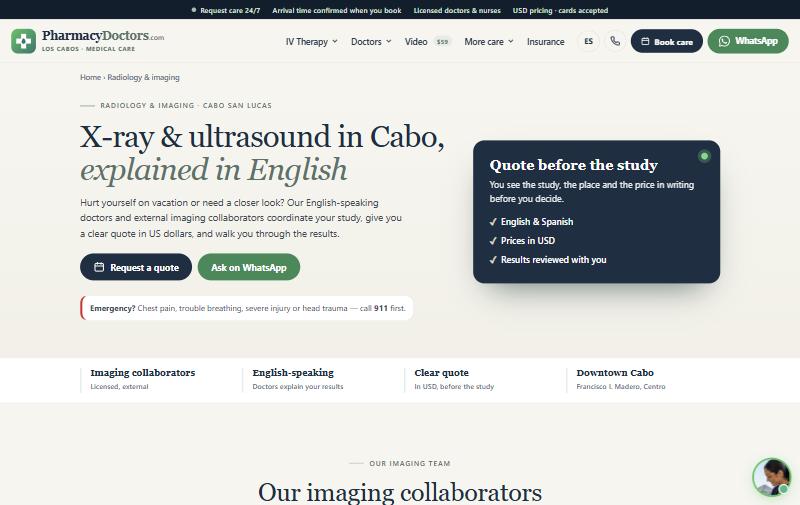 Request care 24/7 Arrival time confirmed when you book Licensed doctors & nurses USD pricing · cards accepted
PharmacyDoctors.com
LOS CABOS · MEDICAL CARE
IV Therapy Doctors Video $59 More care Insurance ES Book care WhatsApp
Home › Radiology & imaging
RADIOLOGY & IMAGING · CABO SAN LUCAS
X-ray & ultrasound in Cabo,
explained in English
Hurt yourself on vacation or need a closer look? Our English-speaking
doctors and external imaging collaborators coordinate your study, give you
a clear quote in US dollars, and walk you through the results.
Request a quote Ask on WhatsApp
Emergency? Chest pain, trouble breathing, severe injury or head trauma — call 911 first.
Quote before the study
You see the study, the place and the price in writing
before you decide.
✓ English & Spanish
✓ Prices in USD
✓ Results reviewed with you
Imaging collaborators
Licensed, external
English-speaking
Doctors explain your results
Clear quote
In USD, before the study
Downtown Cabo
Francisco I. Madero, Centro
OUR IMAGING TEAM
Our imaging collaborators